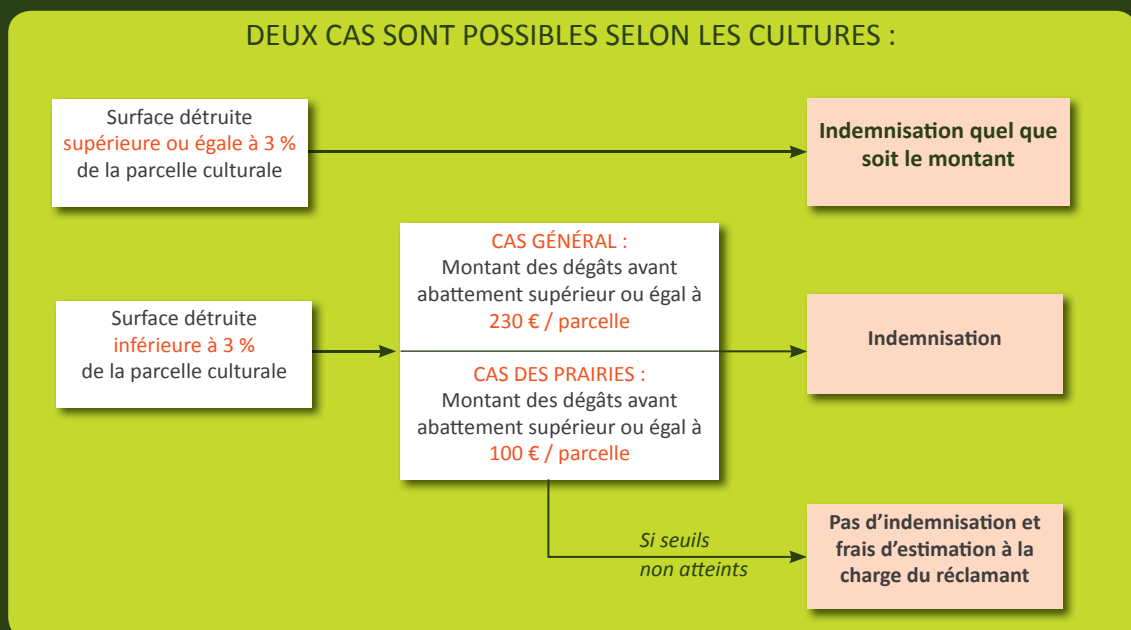 DEUX CAS SONT POSSIBLES SELON LES CULTURES :
Surface détruite
supérieure ou égale à 3 %
de la parcelle culturale
Indemnisation quel que
soit le montant
CAS GÉNÉRAL :
Montant des dégâts avant
abattement supérieur ou égal à
230 € / parcelle
Surface détruite
inférieure à 3 %
de la parcelle culturale
Indemnisation
CAS DES PRAIRIES :
Montant des dégâts avant
abattement supérieur ou égal à
100 € / parcelle
Si seuils
non atteints
Pas d’indemnisation et
frais d’estimation à la
charge du réclamant